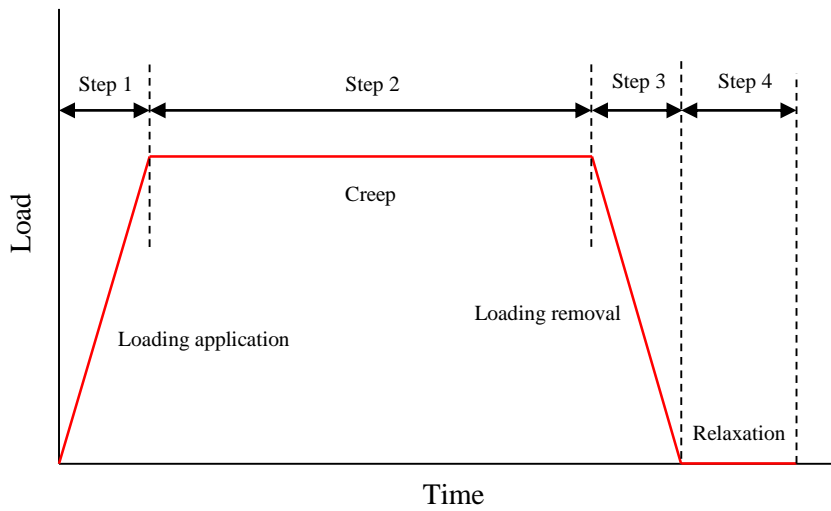 Step 1
Step 2
Step 3
Step 4
Creep
Load
Loading removal
Loading application
Relaxation
Time